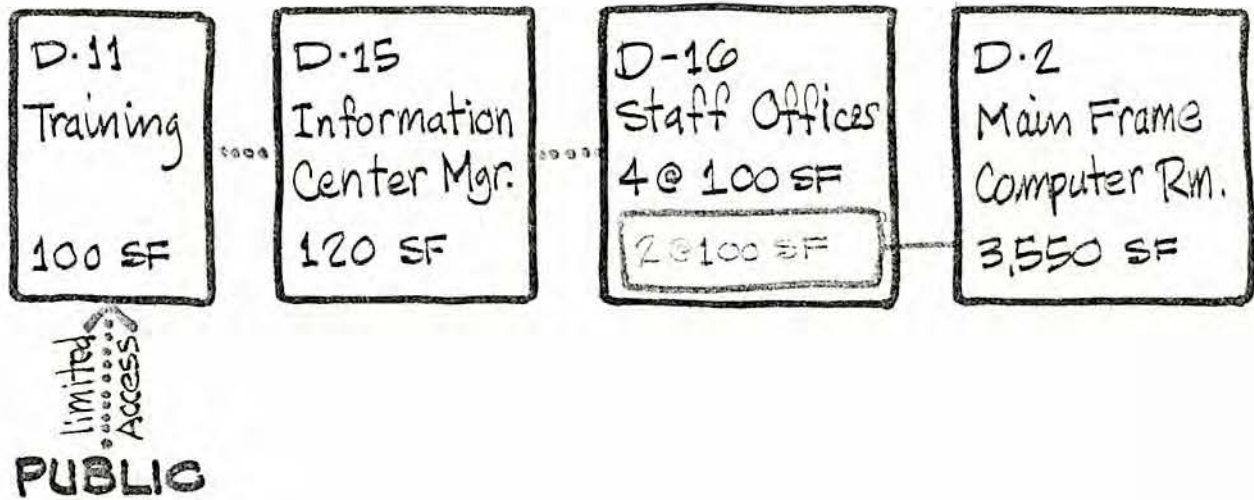 D·11
Training
100 SF
D·15
Information
Center Mgr.
120 SF
D-16
Staff Offices
4 @ 100 SF
2 @ 100 SF
D·2
Main Frame
Computer Rm.
3,550 SF
limited
Access
PUBLIC